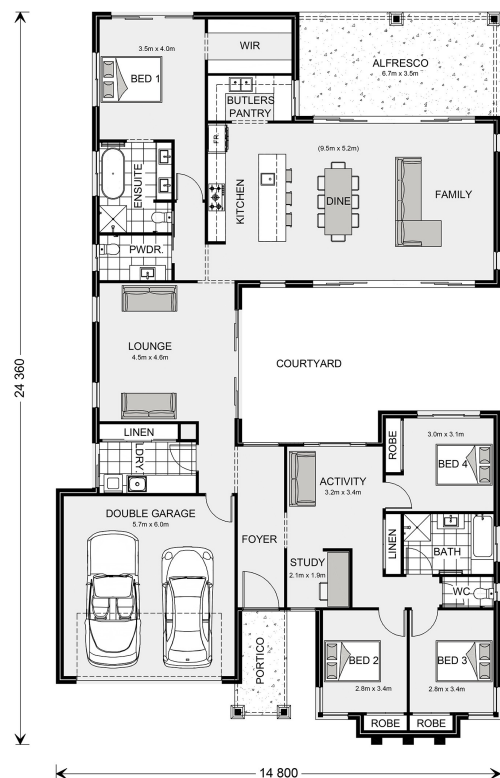 3.5m x 4.0m
BED 1
WIR
ALFRESCO
6.7m x 3.5m
BUTLERS
PANTRY
FR
ENSUITE
KITCHEN
(9.5m x 5.2m)
DINE
FAMILY
PWDR.
LOUNGE
4.5m x 4.6m
COURTYARD
LINEN
LDRY.
ROBE
3.0m x 3.1m
BED 4
ACTIVITY
3.2m x 3.4m
DOUBLE GARAGE
5.7m x 6.0m
FOYER
LINEN
BATH
STUDY
2.1m x 1.9m
WC
PORTICO
BED 2
2.8m x 3.4m
BED 3
2.8m x 3.4m
ROBE
ROBE
24 360
14 800